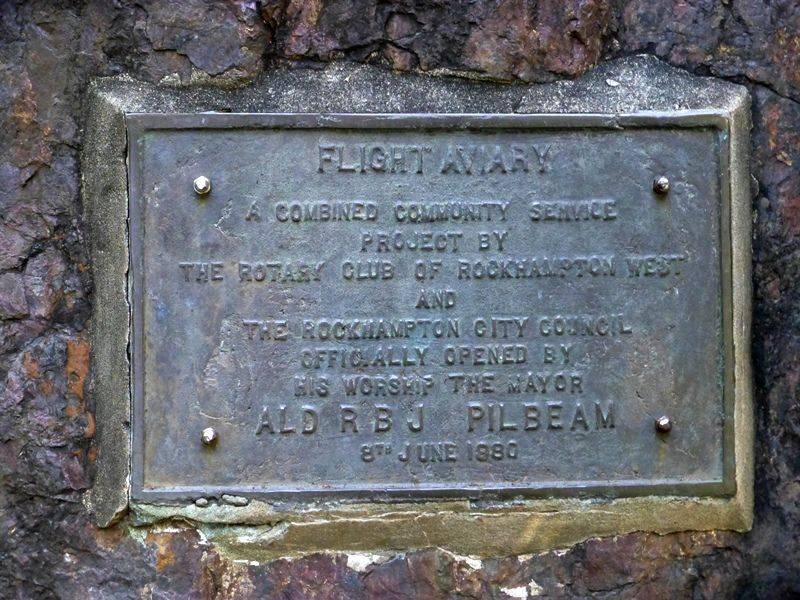 FLIGHT AVIARY
A COMBINED COMMUNITY SERVICE
PROJECT BY
THE ROTARY CLUB OF ROCKHAMPTON WEST
AND
THE ROCKHAMPTON CITY COUNCIL
OFFICIALLY OPENED BY
HIS WORSHIP THE MAYOR
ALD R B J PILBEAM
8TH JUNE 1980